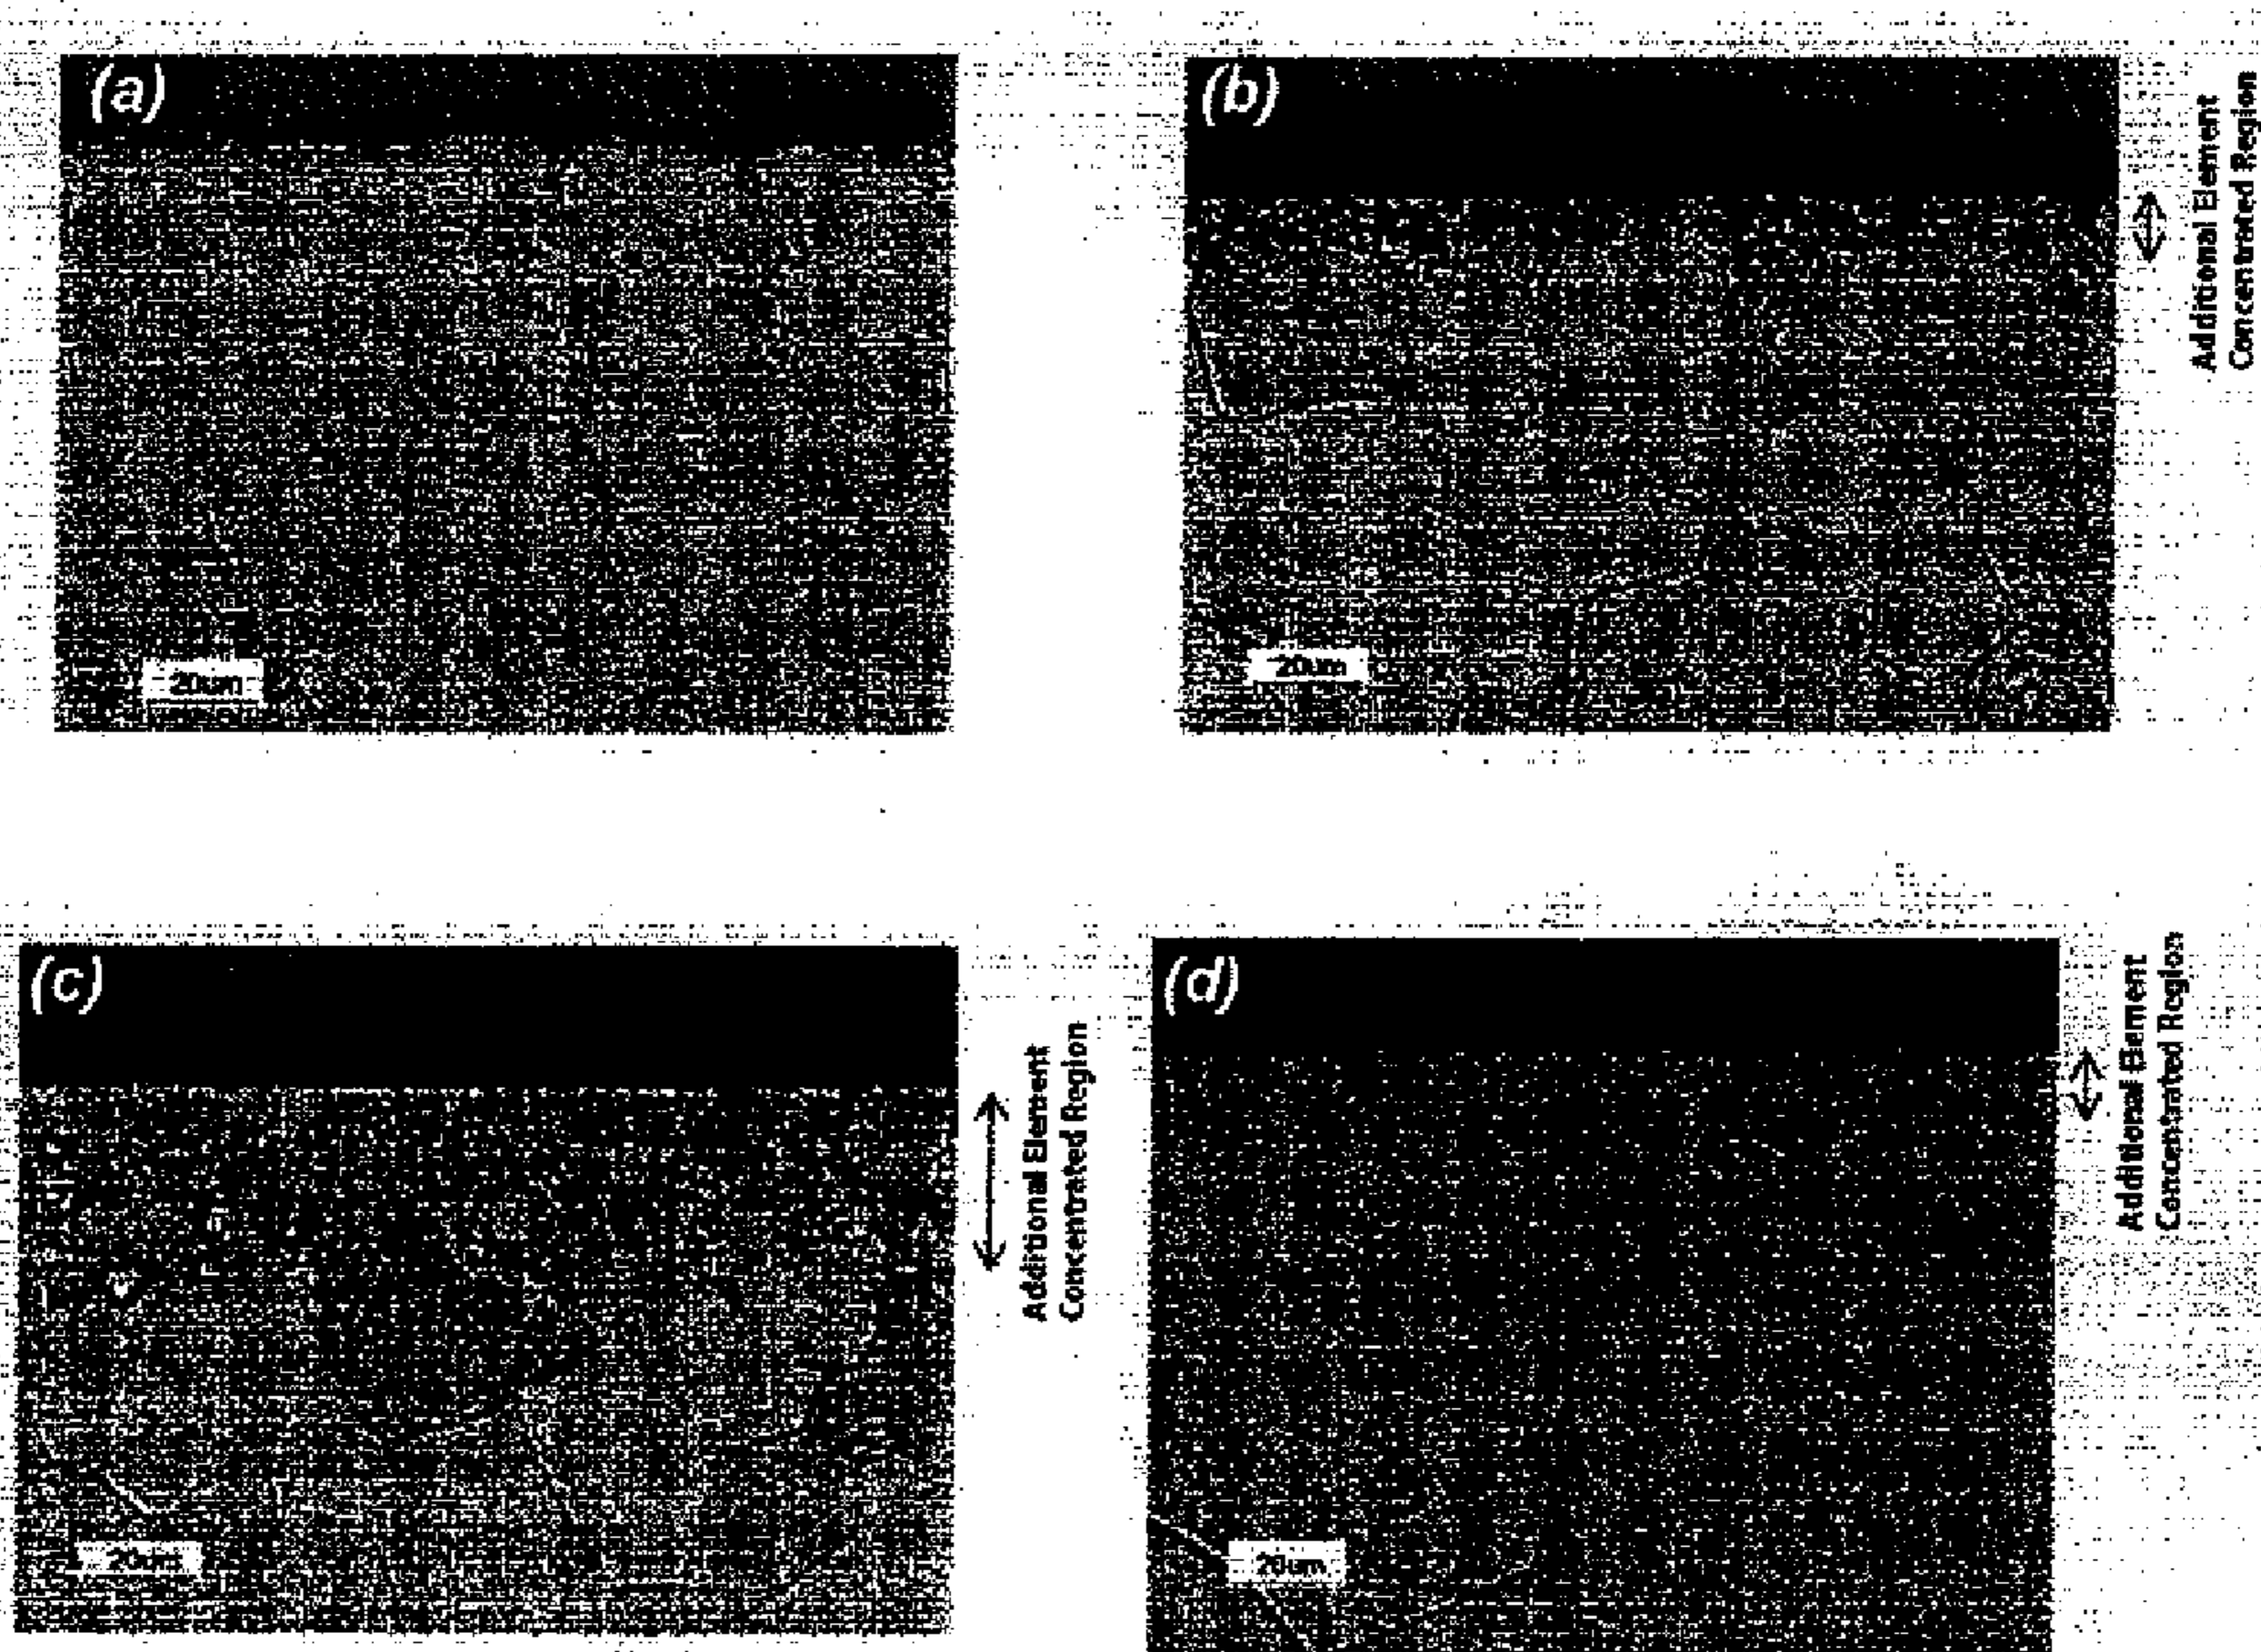 (a)
20um
(b)
20um
Additional Element
Concentrated Region
(c)
20um
Additional Element
Concentrated Region
(d)
20um
Additional Element
Concentrated Region